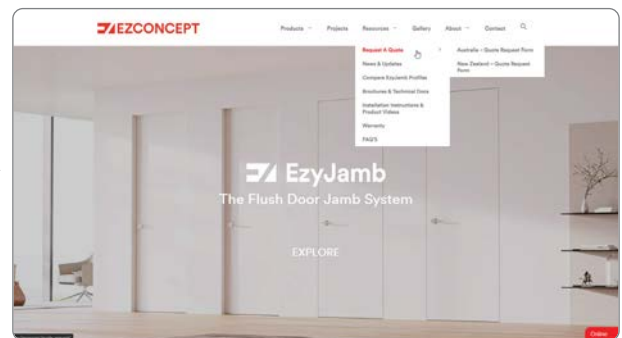 EZCONCEPT
Products Projects Resources Gallery About Contact
Request A Quote
Australia – Quote Request Form
News & Updates
New Zealand – Quote Request
Form
Compare EzyJamb Profiles
Brochures & Technical Docs
Installation Instructions &
Product Videos
Warranty
FAQ'S
EzyJamb
The Flush Door Jamb System
EXPLORE
Online